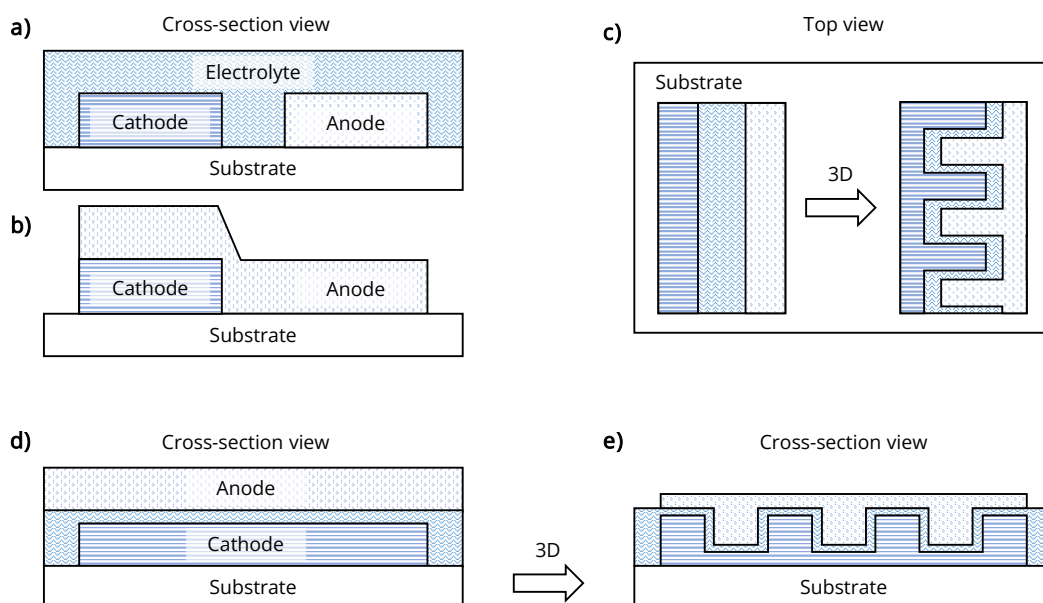 a)
Cross-section view
Electrolyte
Cathode
Anode
Substrate
b)
Cathode
Anode
Substrate
c)
Top view
Substrate
3D
d)
Cross-section view
Anode
Cathode
Substrate
3D
e)
Cross-section view
Substrate